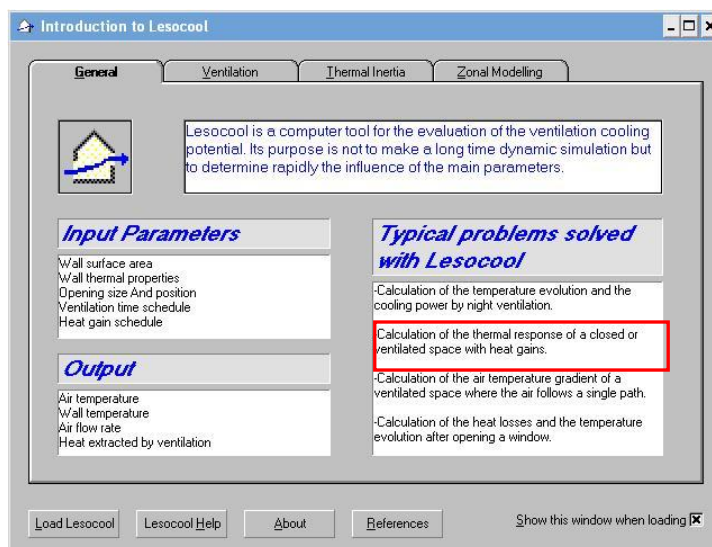 Introduction to Lesocool
General
Ventilation
Thermal Inertia
Zonal Modelling
Lesocool is a computer tool for the evaluation of the ventilation cooling
potential. Its purpose is not to make a long time dynamic simulation but
to determine rapidly the influence of the main parameters.
Input Parameters
Wall surface area
Wall thermal properties
Opening size And position
Ventilation time schedule
Heat gain schedule
Output
Air temperature
Wall temperature
Air flow rate
Heat extracted by ventilation
Typical problems solved
with Lesocool
-Calculation of the temperature evolution and the
cooling power by night ventilation.
-Calculation of the thermal response of a closed or
ventilated space with heat gains.
-Calculation of the air temperature gradient of a
ventilated space where the air follows a single path.
-Calculation of the heat losses and the temperature
evolution after opening a window.
Load Lesocool
Lesocool Help
About
References
Show this window when loading